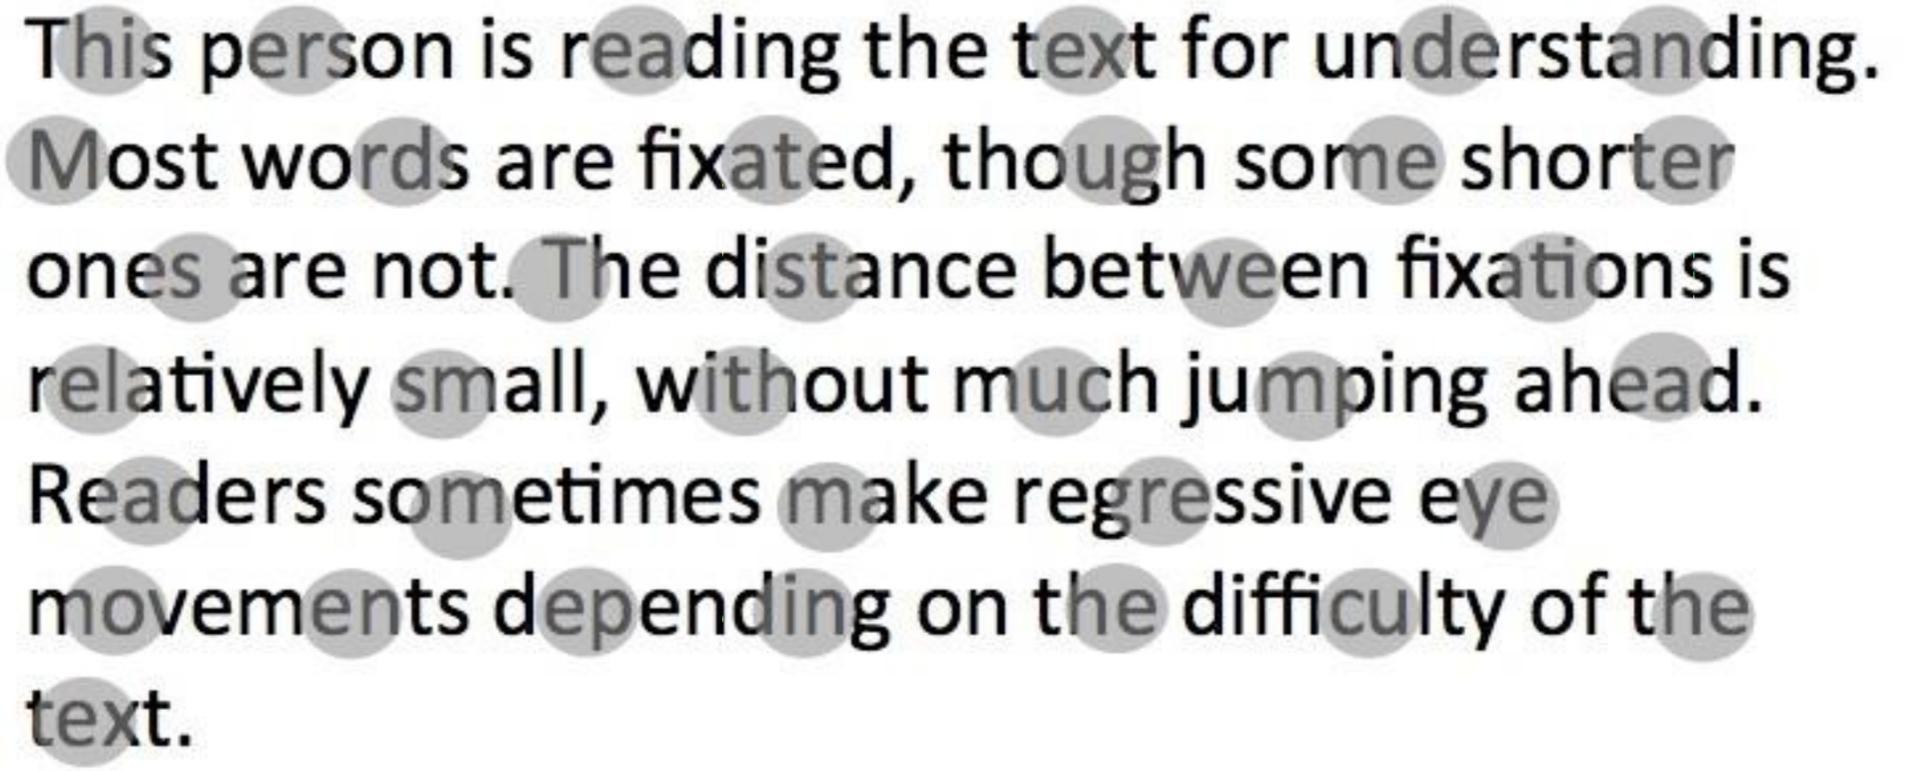 This person is reading the text for understanding.
Most words are fixated, though some shorter
ones are not. The distance between fixations is
relatively small, without much jumping ahead.
Readers sometimes make regressive eye
movements depending on the difficulty of the
text.